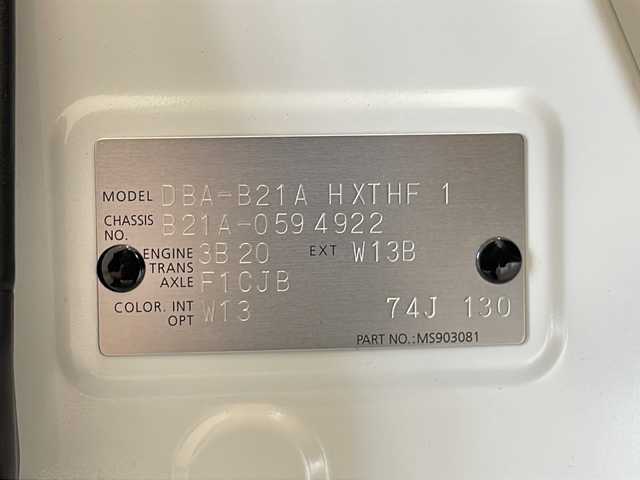 MODEL DBA-B21A HXTHF 1
CHASSIS NO. B21A-0594922
ENGINE 3B20 EXT W13B
TRANS AXLE F1CJB
COLOR. INT OPT W13 74J 130
PART NO.:MS903081